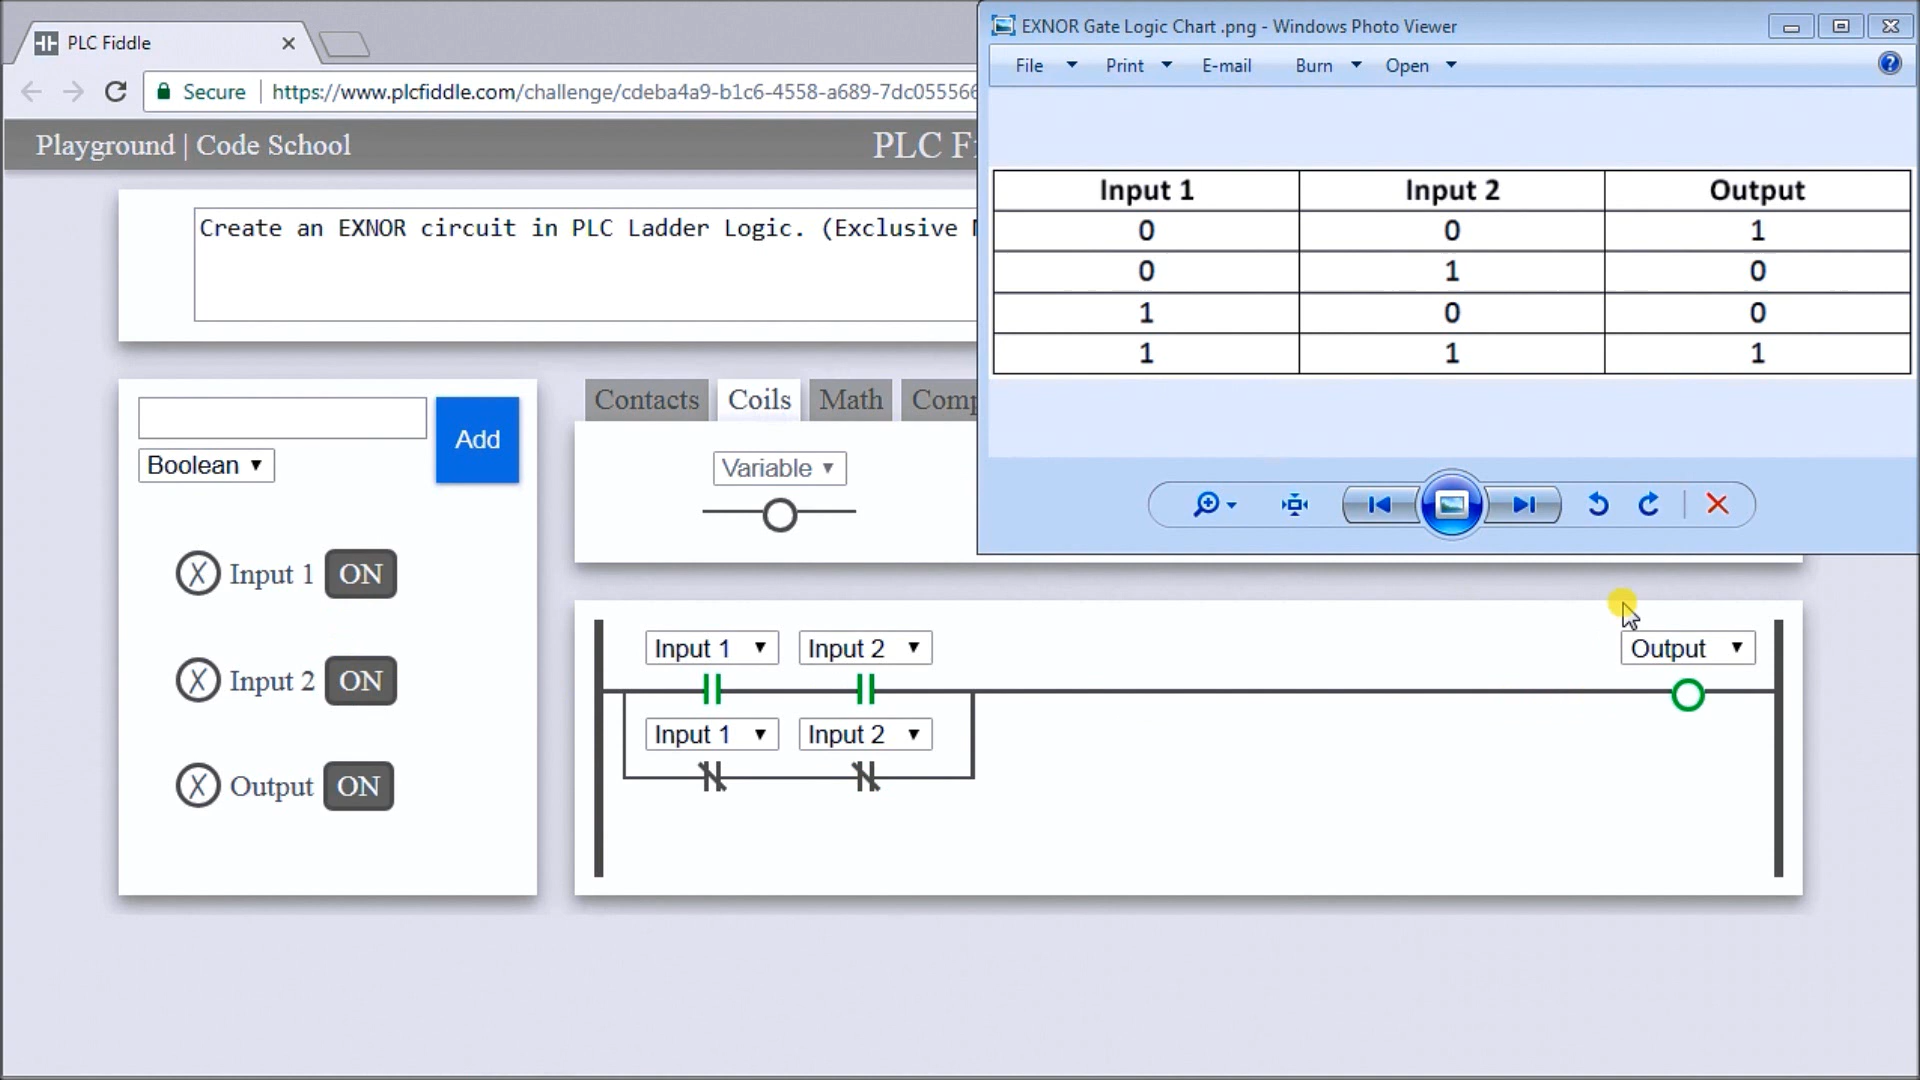 PLC Fiddle
Secure
https://www.plcfiddle.com/challenge/cdeba4a9-b1c6-4558-a689-7dc055566
Playground | Code School
PLC F
Create an EXNOR circuit in PLC Ladder Logic. (Exclusive
Add
Boolean
Input 1 ON
Input 2 ON
Output ON
Contacts Coils Math Comp
Variable
Input 1 Input 2 Output
Input 1 Input 2
EXNOR Gate Logic Chart .png - Windows Photo Viewer
File Print E-mail Burn Open
Input 1 Input 2 Output
0 0 1
0 1 0
1 0 0
1 1 1